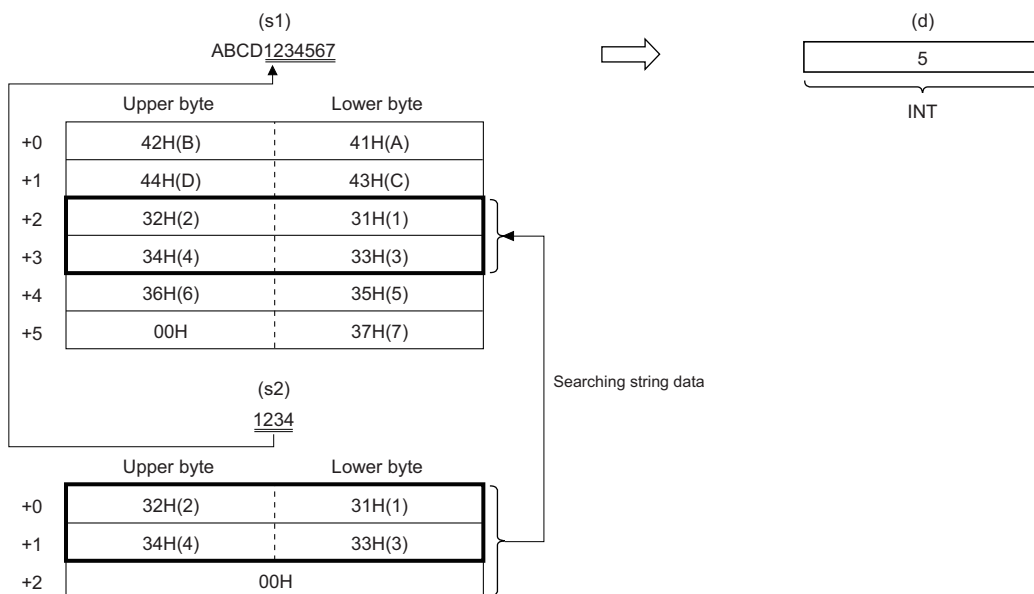 (s1) (d)
ABCD1234567 5
INT
Upper byte Lower byte
+0 42H(B) 41H(A)
+1 44H(D) 43H(C)
+2 32H(2) 31H(1)
+3 34H(4) 33H(3)
+4 36H(6) 35H(5)
+5 00H 37H(7)
Searching string data
(s2)
1234
Upper byte Lower byte
+0 32H(2) 31H(1)
+1 34H(4) 33H(3)
+2 00H